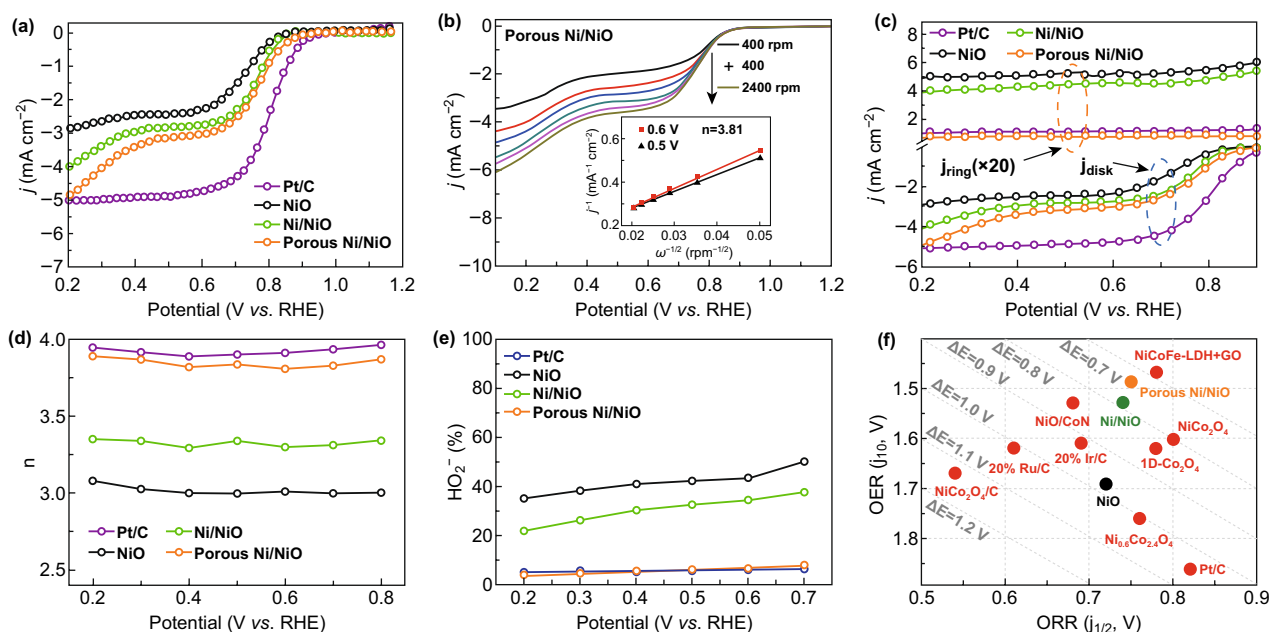 (a)
0
−1
−2
−3
−4
−5
−6
−7
j (mA cm−2)
0.2 0.4 0.6 0.8 1.0 1.2
Potential (V vs. RHE)
Pt/C
NiO
Ni/NiO
Porous Ni/NiO
(b)
Porous Ni/NiO
0
−2
−4
−6
−8
−10
j (mA cm−2)
0.2 0.4 0.6 0.8 1.0 1.2
Potential (V vs. RHE)
400 rpm
+ 400
2400 rpm
0.6 V n=3.81
0.5 V
0.8
0.6
0.4
0.2
j−1 (mA−1 cm−2)
0.02 0.03 0.04 0.05
ω−1/2 (rpm−1/2)
(c)
Pt/C Ni/NiO
NiO Porous Ni/NiO
8
6
4
2
−2
−4
−6
j (mA cm−2)
jring(×20)
jdisk
0.2 0.4 0.6 0.8
Potential (V vs. RHE)
(d)
4.0
3.5
3.0
2.5
n
Pt/C Ni/NiO
NiO Porous Ni/NiO
0.2 0.3 0.4 0.5 0.6 0.7 0.8
Potential (V vs. RHE)
(e)
100
80
60
40
20
0
HO2− (%)
Pt/C
NiO
Ni/NiO
Porous Ni/NiO
0.2 0.3 0.4 0.5 0.6 0.7
Potential (V vs. RHE)
(f)
1.5
1.6
1.7
1.8
OER (j10, V)
ΔE=0.7 V
ΔE=0.8 V
ΔE=0.9 V
ΔE=1.0 V
ΔE=1.1 V
ΔE=1.2 V
NiCoFe-LDH+GO
Porous Ni/NiO
NiO/CoN
Ni/NiO
NiCo2O4
20% Ru/C
20% Ir/C
1D-Co2O4
NiCo2O4/C
NiO
Ni0.6Co2.4O4
Pt/C
0.5 0.6 0.7 0.8 0.9
ORR (j1/2, V)